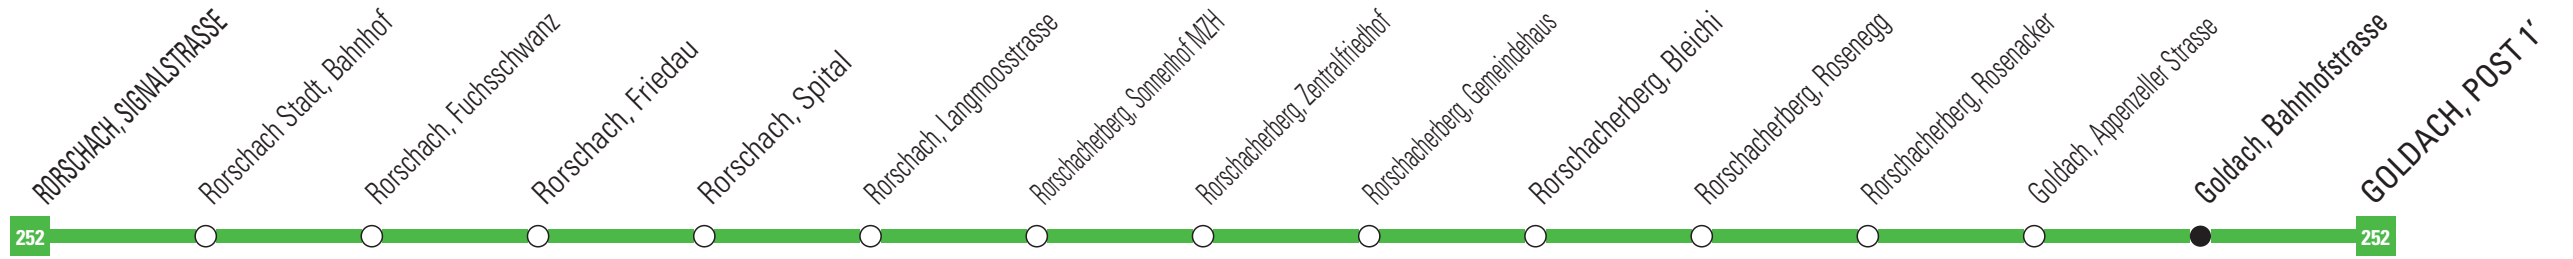 RORSCHACH, SIGNALSTRASSE
Rorschach Stadt, Bahnhof
Rorschach, Fuchsschwanz
Rorschach, Friedau
Rorschach, Spital
Rorschach, Langmoosstrasse
Rorschacherberg, Sonnenhof MZH
Rorschacherberg, Zentralfriedhof
Rorschacherberg, Gemeindehaus
Rorschacherberg, Bleichi
Rorschacherberg, Rosenegg
Rorschacherberg, Rosenacker
Goldach, Appenzeller Strasse
Goldach, Bahnhofstrasse
GOLDACH, POST 1'
252
252